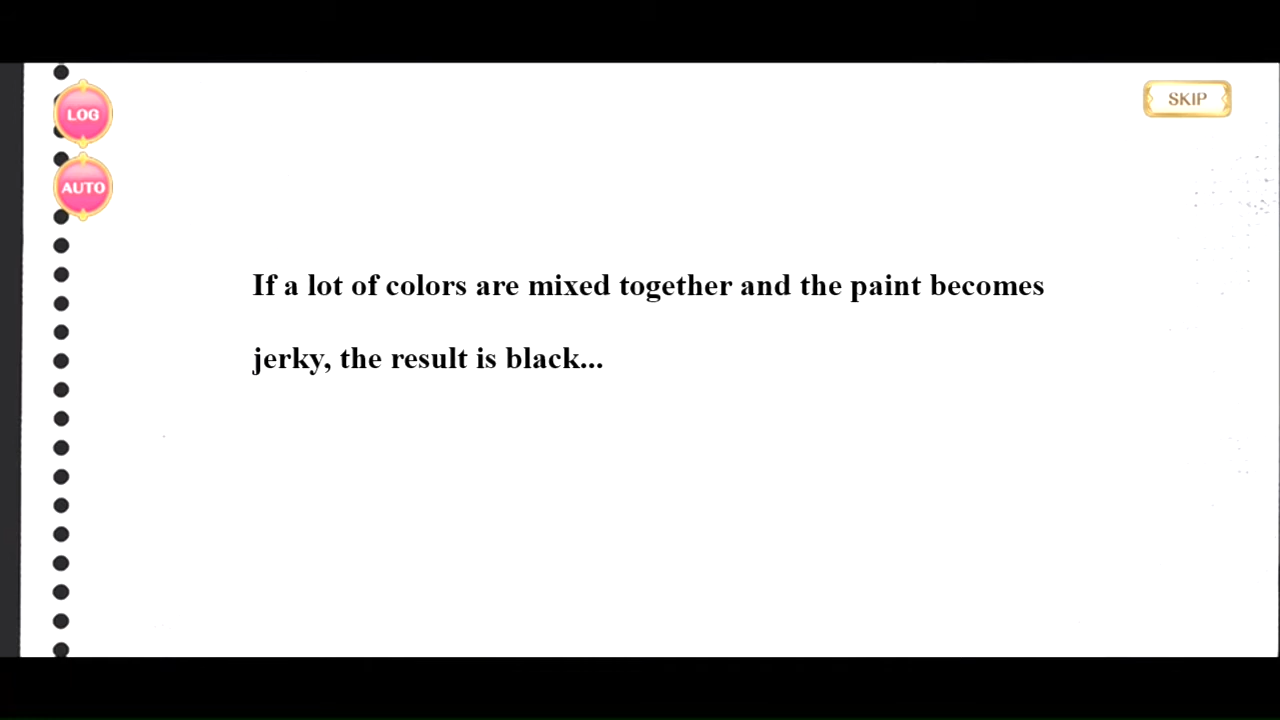 LOG
SKIP
AUTO
If a lot of colors are mixed together and the paint becomes
jerky, the result is black...